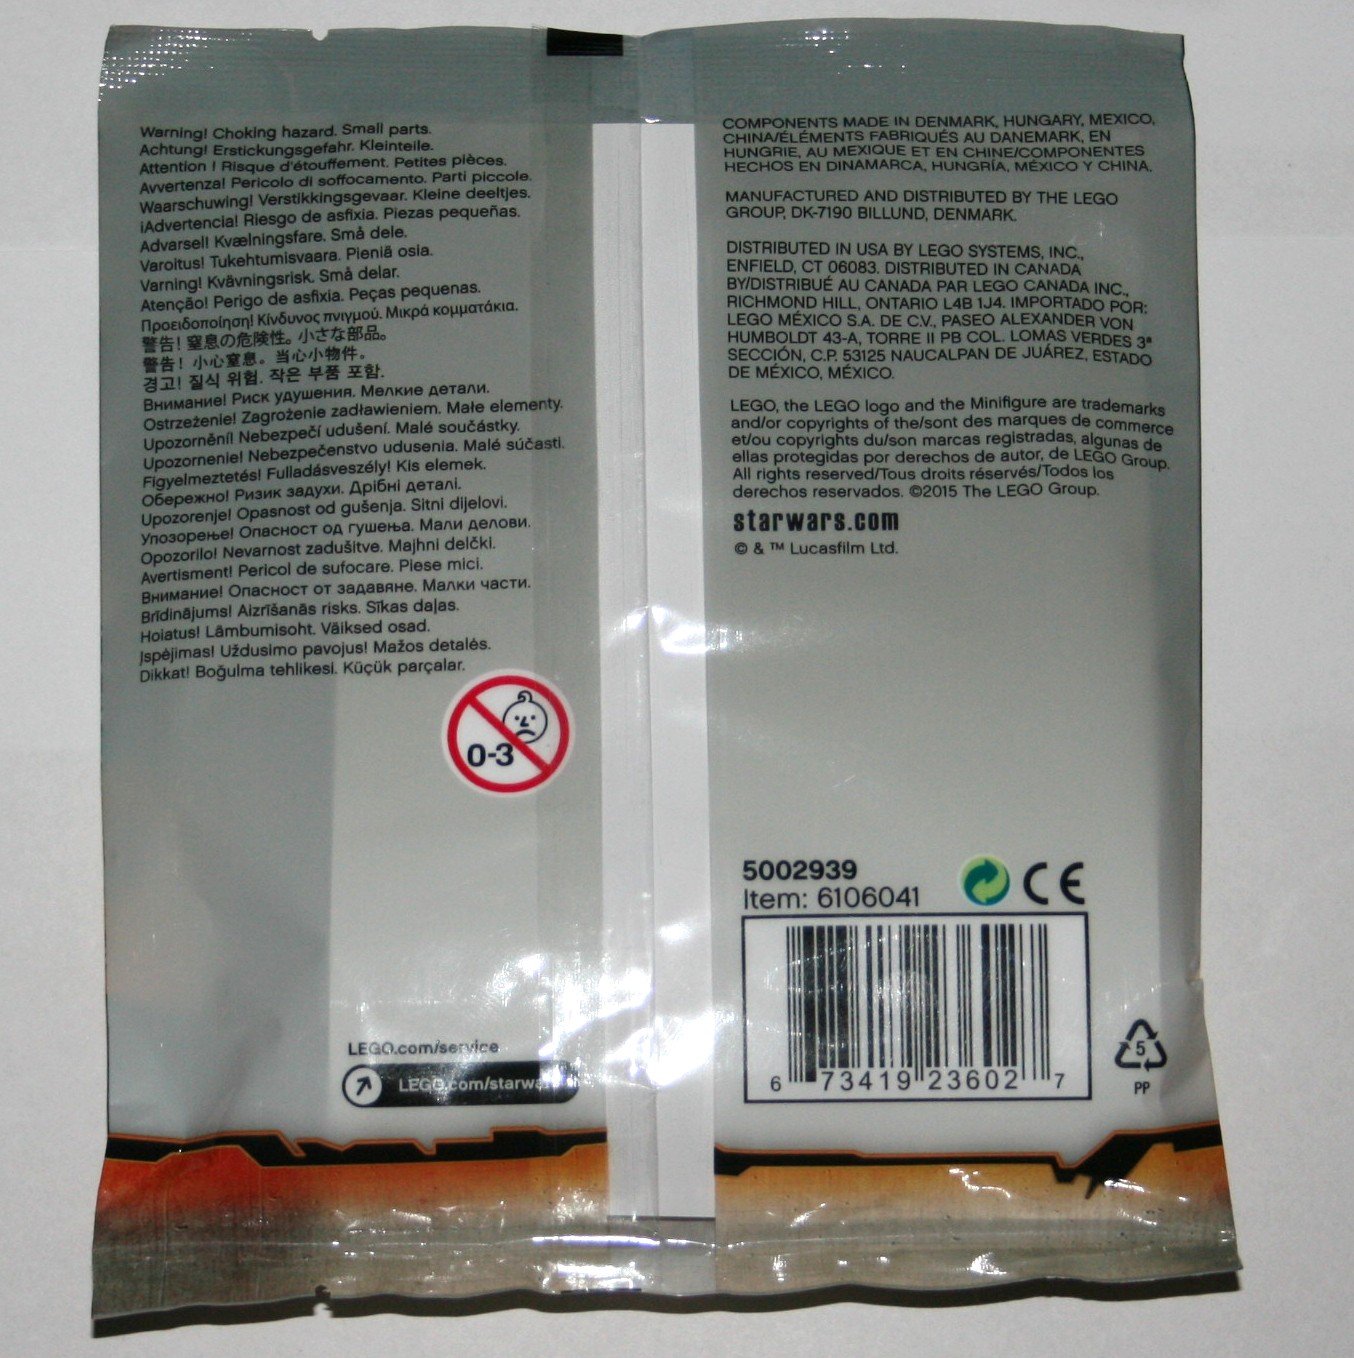 Warning! Choking hazard. Small parts.
Achtung! Erstickungsgefahr. Kleinteile.
Attention ! Risque d'étouffement. Petites pièces.
Avvertenza! Pericolo di soffocamento. Parti piccole.
Waarschuwing! Verstikkingsgevaar. Kleine deeltjes.
¡Advertencia! Riesgo de asfixia. Piezas pequeñas.
Advarsel! Kvælningsfare. Små dele.
Varoitus! Tukehtumisvaara. Pieniä osia.
Varning! Kvävningsrisk. Små delar.
Atenção! Perigo de asfixia. Peças pequenas.
Προειδοποίηση! Κίνδυνος πνιγμού. Μικρά κομματάκια.
警告！窒息の危険性。小さな部品。
警告！小心窒息。当心小物件。
경고! 질식 위험. 작은 부품 포함.
Внимание! Риск удушения. Мелкие детали.
Ostrzeżenie! Zagrożenie zadławieniem. Małe elementy.
Upozornění! Nebezpečí udušení. Malé součástky.
Upozornenie! Nebezpečenstvo udusenia. Malé súčasti.
Figyelmeztetés! Fulladásveszély! Kis elemek.
Обережно! Ризик задухи. Дрібні деталі.
Upozorenje! Opasnost od gušenja. Sitni dijelovi.
Упозорење! Опасност од гушења. Мали делови.
Opozorilo! Nevarnost zadušitve. Majhni delčki.
Avertisment! Pericol de sufocare. Piese mici.
Внимание! Опасност от задавяне. Малки части.
Brīdinājums! Aizrīšanās risks. Sīkas daļas.
Hoiatus! Lämbumisoht. Väiksed osad.
Įspėjimas! Uždusimo pavojus! Mažos detalės.
Dikkat! Boğulma tehlikesi. Küçük parçalar.
0-3
LEGO.com/service
LEGO.com/starwa
COMPONENTS MADE IN DENMARK, HUNGARY, MEXICO,
CHINA/ÉLÉMENTS FABRIQUÉS AU DANEMARK, EN
HUNGRIE, AU MEXIQUE ET EN CHINE/COMPONENTES
HECHOS EN DINAMARCA, HUNGRÍA, MÉXICO Y CHINA.
MANUFACTURED AND DISTRIBUTED BY THE LEGO
GROUP, DK-7190 BILLUND, DENMARK.
DISTRIBUTED IN USA BY LEGO SYSTEMS, INC.,
ENFIELD, CT 06083. DISTRIBUTED IN CANADA
BY/DISTRIBUÉ AU CANADA PAR LEGO CANADA INC.,
RICHMOND HILL, ONTARIO L4B 1J4. IMPORTADO POR:
LEGO MÉXICO S.A. DE C.V., PASEO ALEXANDER VON
HUMBOLDT 43-A, TORRE II PB COL. LOMAS VERDES 3ª
SECCIÓN, C.P. 53125 NAUCALPAN DE JUÁREZ, ESTADO
DE MÉXICO, MÉXICO.
LEGO, the LEGO logo and the Minifigure are trademarks
and/or copyrights of the/sont des marques de commerce
et/ou copyrights du/son marcas registradas, algunas de
ellas protegidas por derechos de autor, de LEGO Group.
All rights reserved/Tous droits réservés/Todos los
derechos reservados. ©2015 The LEGO Group.
starwars.com
© & ™ Lucasfilm Ltd.
5002939
Item: 6106041
CE
6 73419 23602 7
5
PP